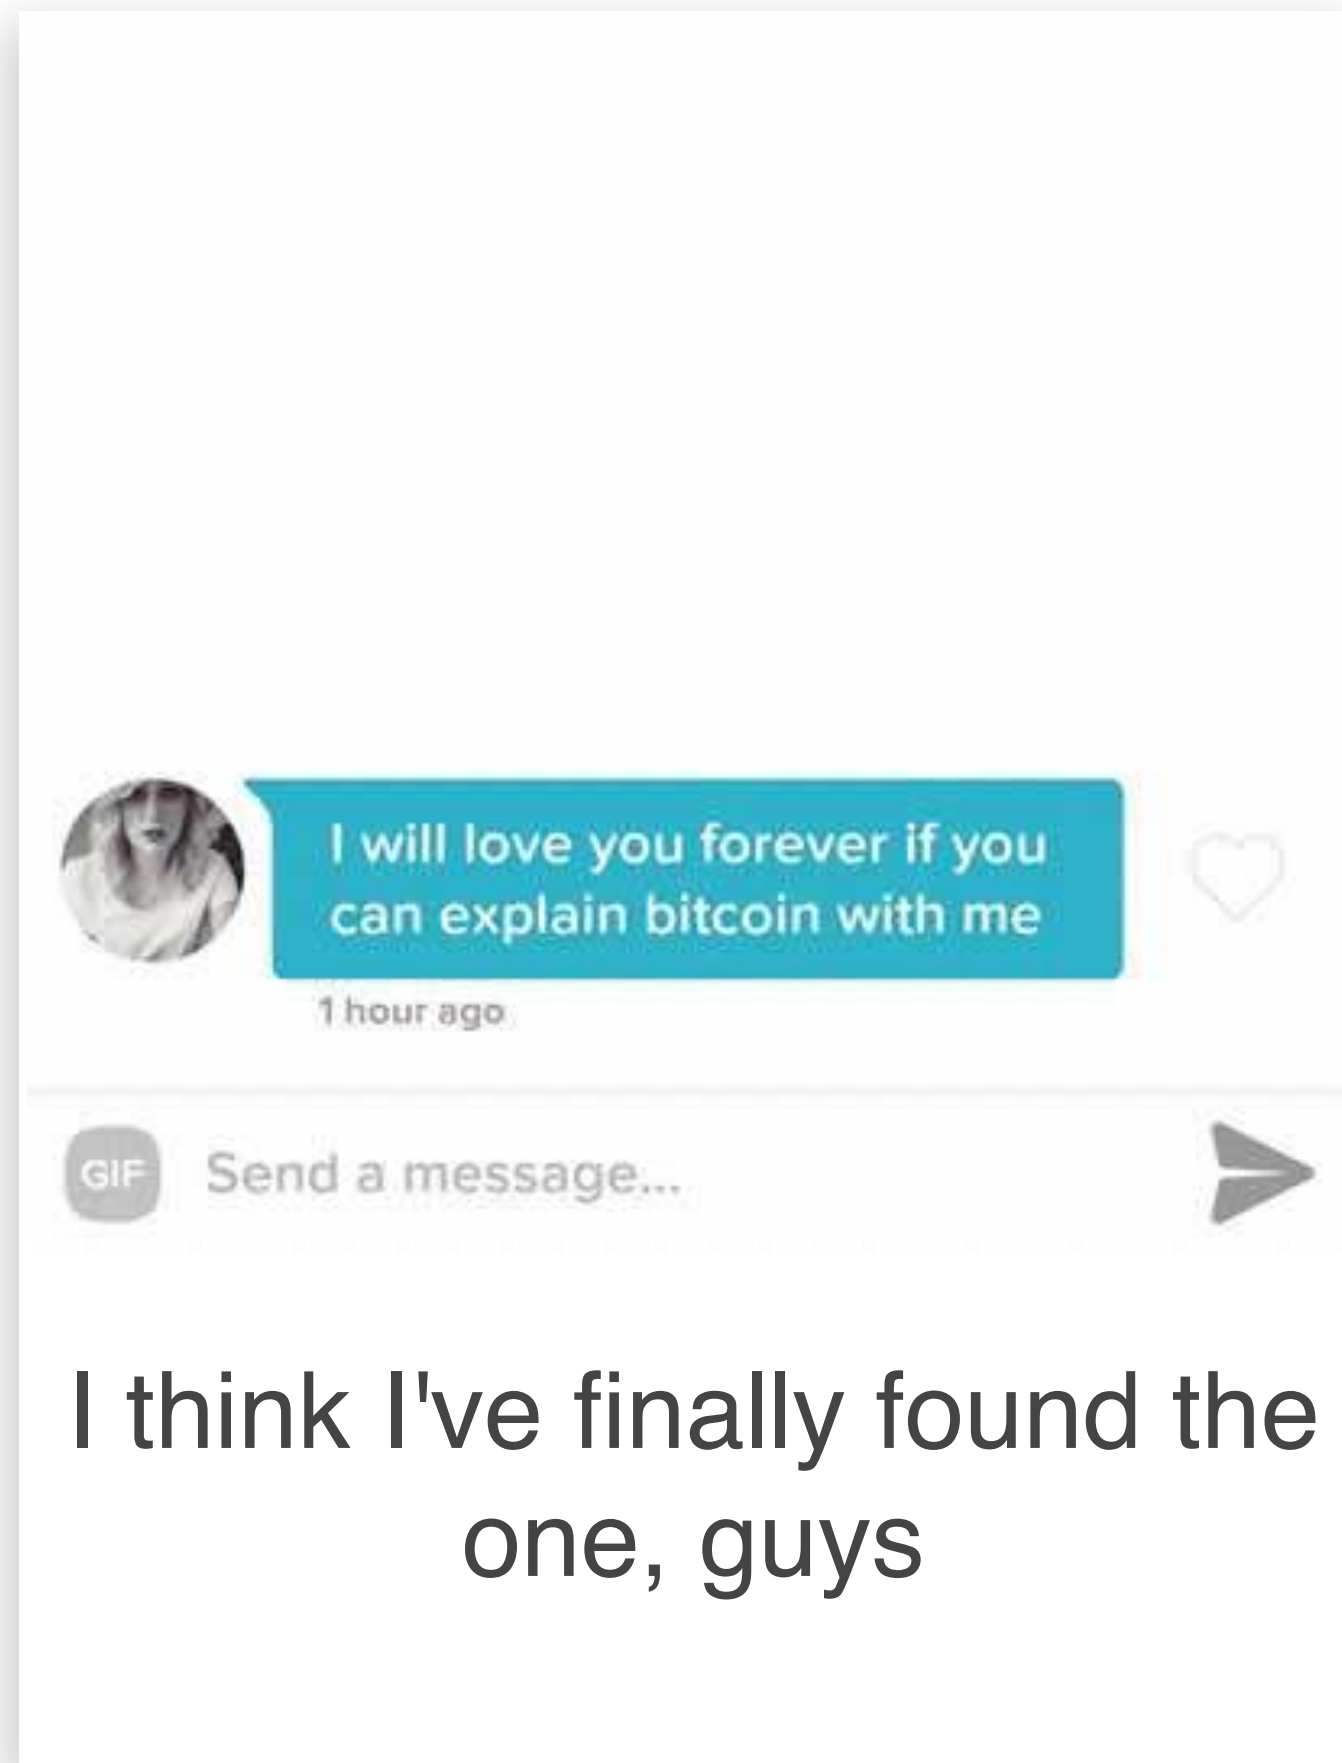 I will love you forever if you
can explain bitcoin with me
1 hour ago
GIF
Send a message...
I think I've finally found the
one, guys